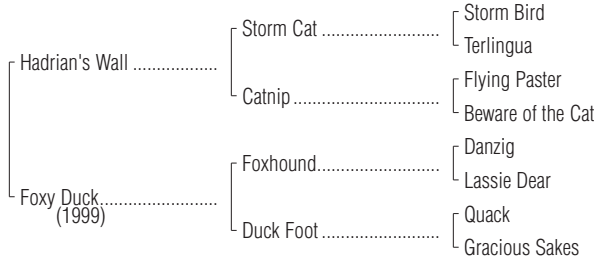 Storm Bird
Storm Cat ..........................
Terlingua
Hadrian's Wall ..................
Flying Paster
Catnip ................................
Beware of the Cat
Danzig
Foxhound...........................
Lassie Dear
Foxy Duck.........................
(1999)
Quack
Duck Foot ..........................
Gracious Sakes